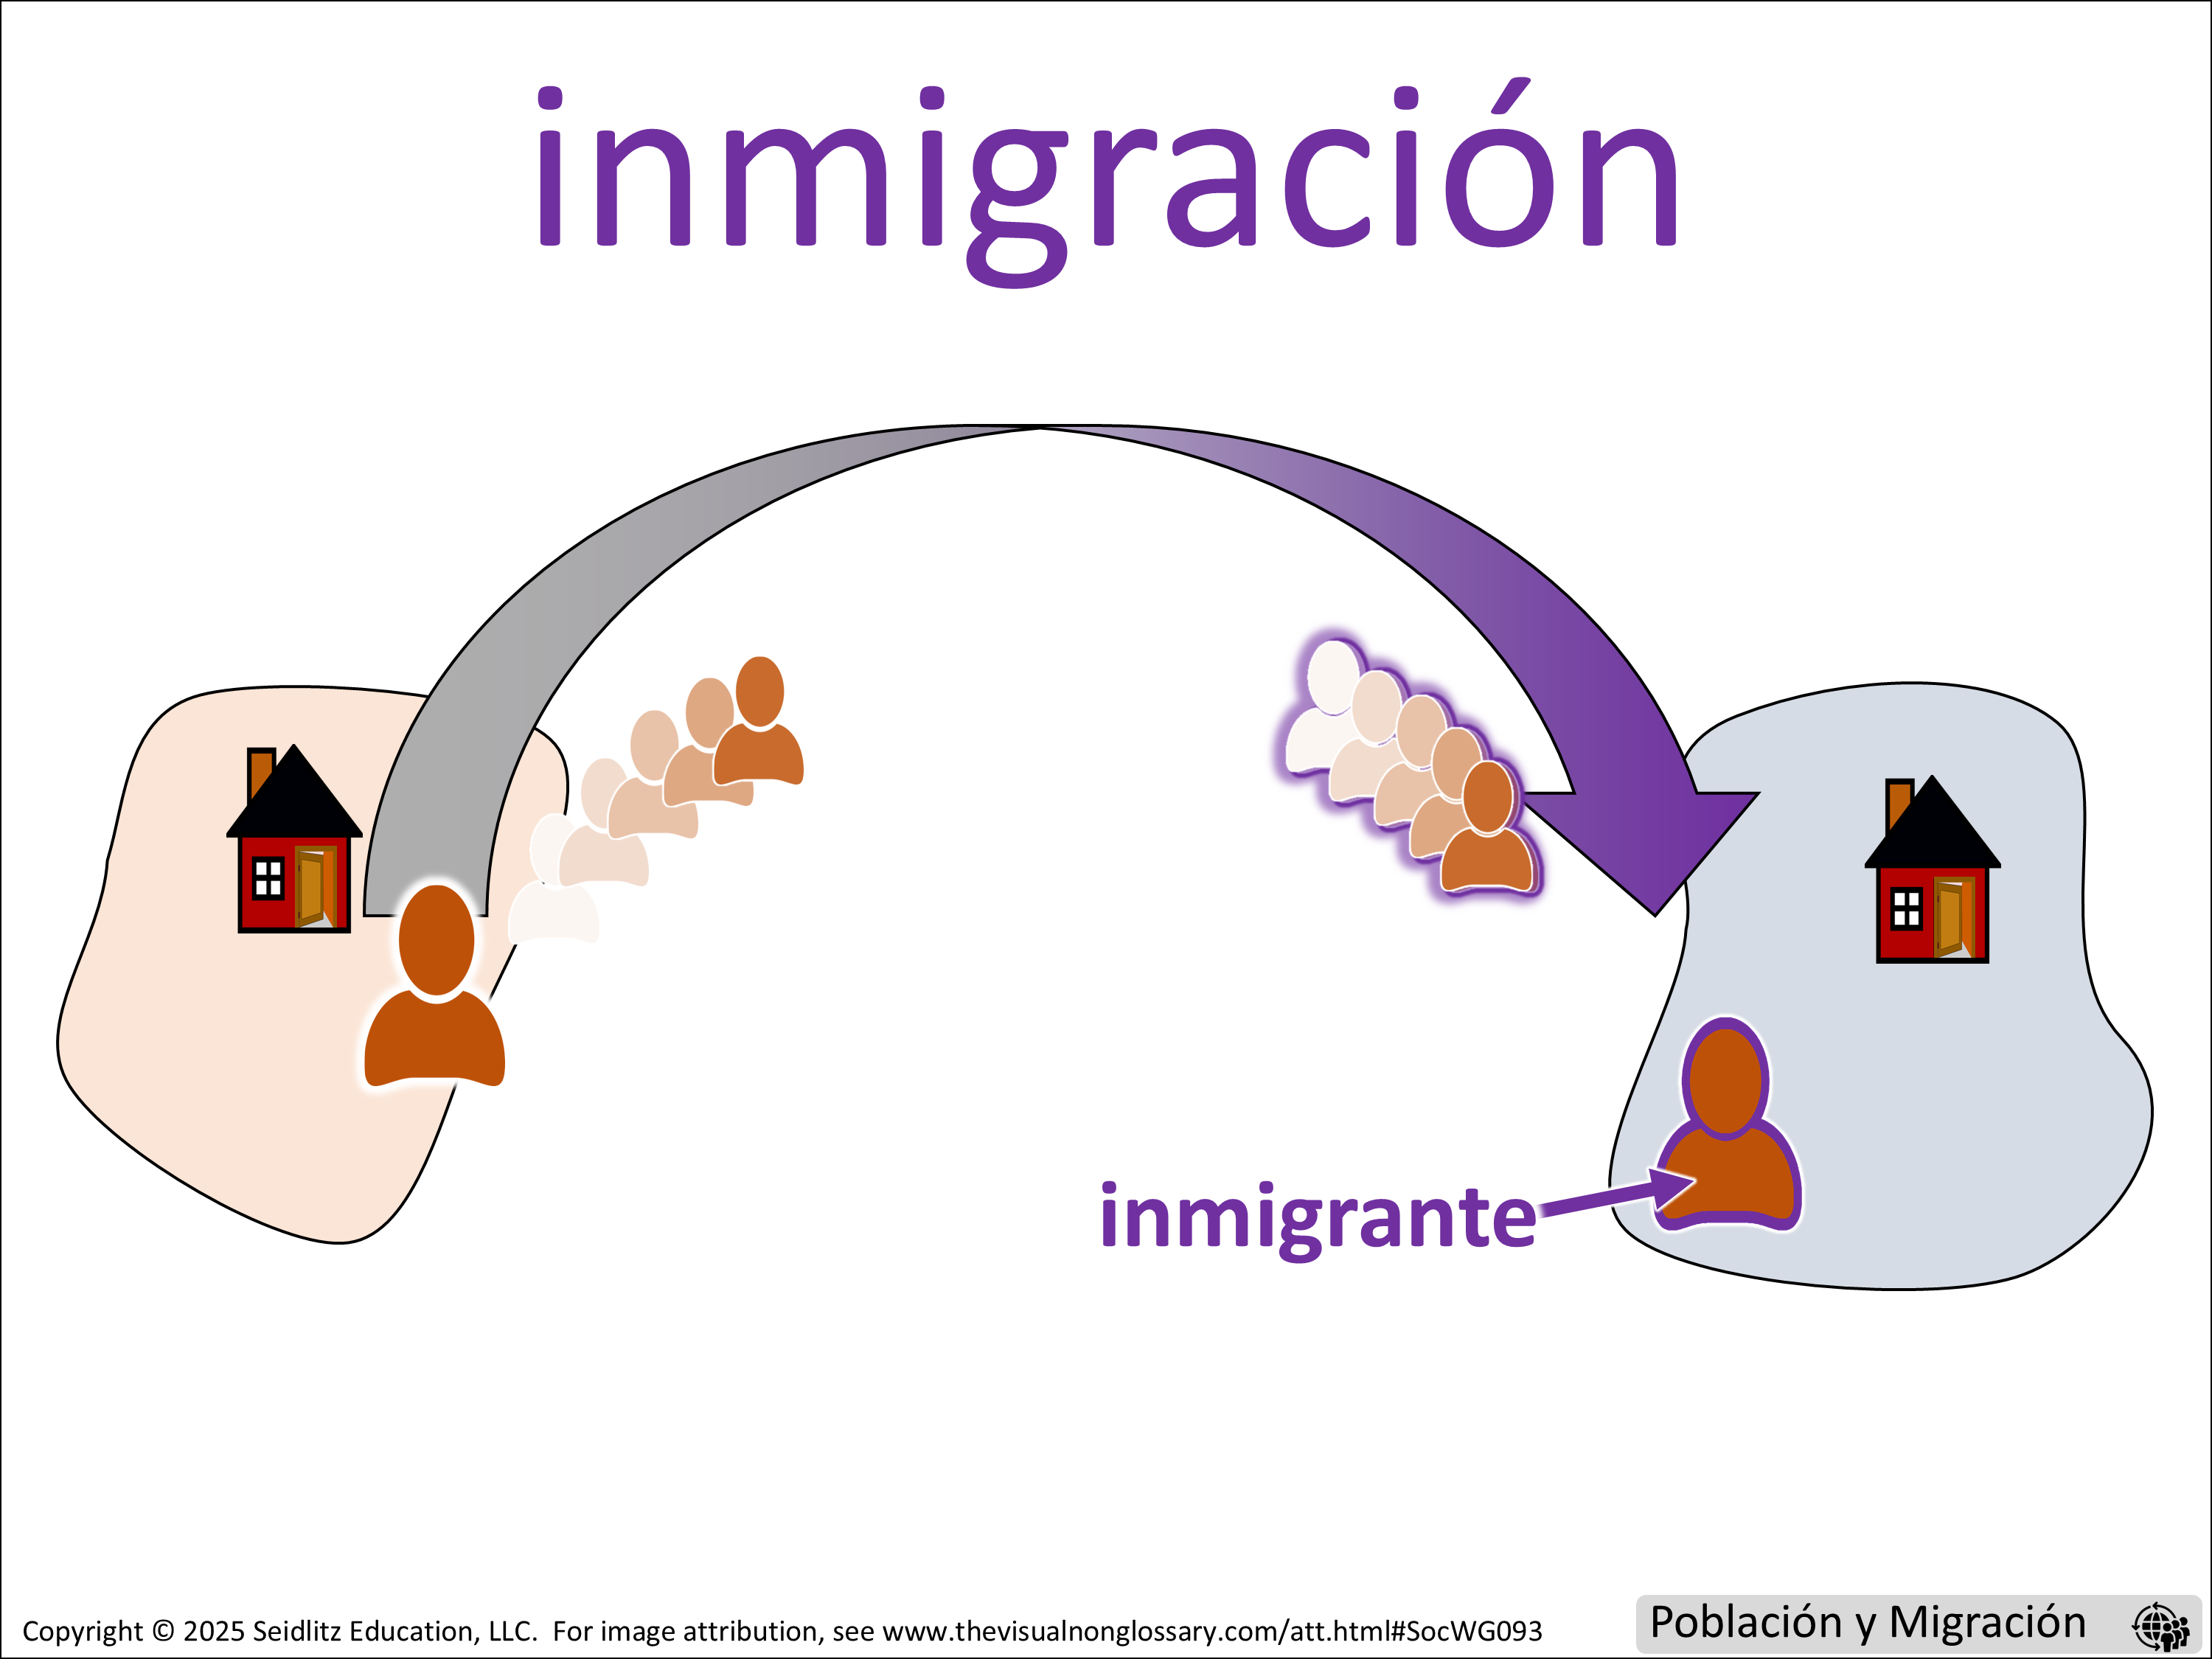 inmigración
inmigrante
Copyright © 2025 Seidlitz Education, LLC.  For image attribution, see www.thevisualnonglossary.com/att.html#SocWG093
Población y Migración